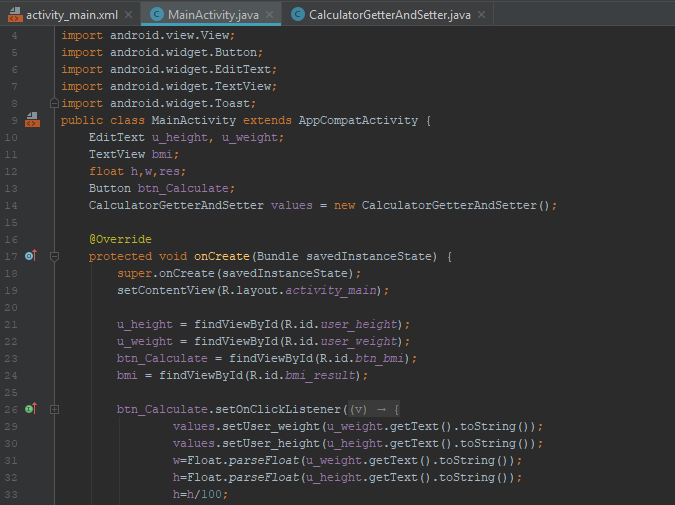 activity_main.xml MainActivity.java CalculatorGetterAndSetter.java
4 import android.view.View;
5 import android.widget.Button;
6 import android.widget.EditText;
7 import android.widget.TextView;
8 import android.widget.Toast;
9 public class MainActivity extends AppCompatActivity {
10 EditText u_height, u_weight;
11 TextView bmi;
12 float h,w,res;
13 Button btn_Calculate;
14 CalculatorGetterAndSetter values = new CalculatorGetterAndSetter();
15
16 @Override
17 protected void onCreate(Bundle savedInstanceState) {
18 super.onCreate(savedInstanceState);
19 setContentView(R.layout.activity_main);
20
21 u_height = findViewById(R.id.user_height);
22 u_weight = findViewById(R.id.user_weight);
23 btn_Calculate = findViewById(R.id.btn_bmi);
24 bmi = findViewById(R.id.bmi_result);
25
26 btn_Calculate.setOnClickListener((v) → {
29 values.setUser_weight(u_weight.getText().toString());
30 values.setUser_height(u_height.getText().toString());
31 w=Float.parseFloat(u_weight.getText().toString());
32 h=Float.parseFloat(u_height.getText().toString());
33 h=h/100;